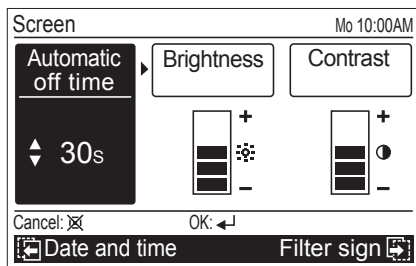 Screen Mo 10:00AM
Automatic off time Brightness Contrast
30s
+ +
– –
Cancel: OK:
Date and time Filter sign